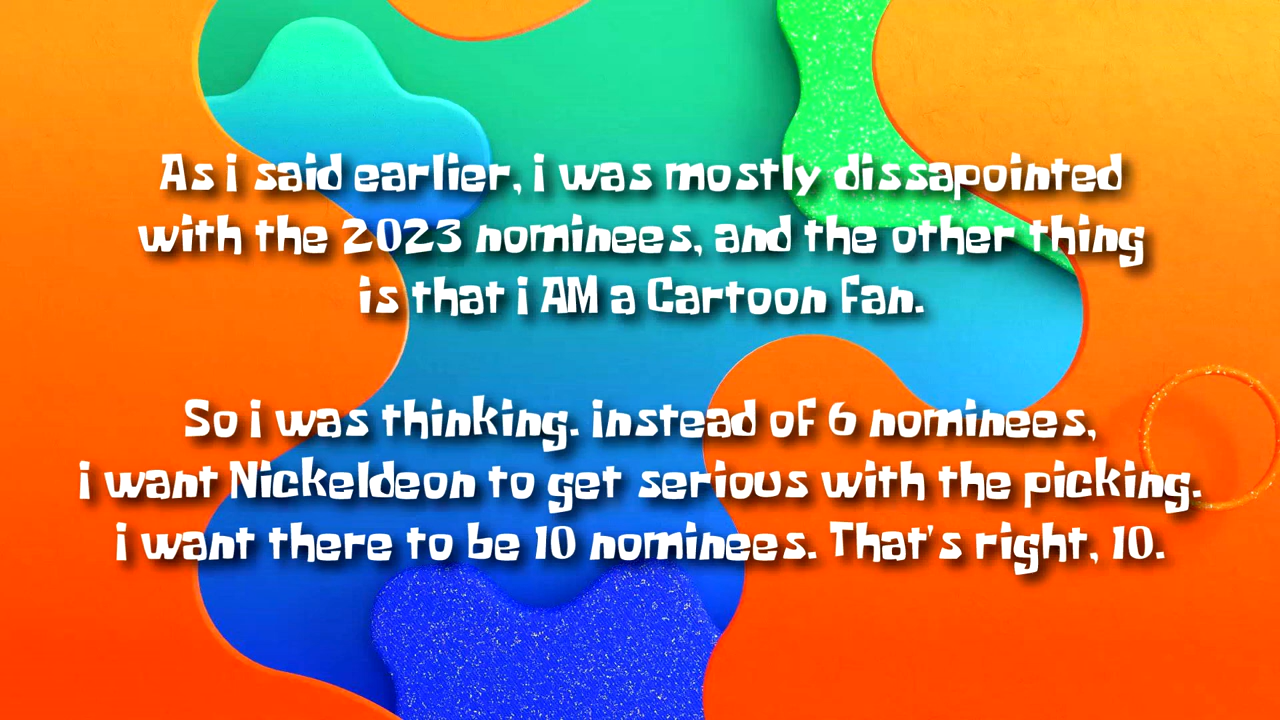 As i said earlier, i was mostly dissapointed
with the 2023 nominees, and the other thing
is that i AM a Cartoon Fan.
So i was thinking. instead of 6 nominees,
i want Nickeldeon to get serious with the picking.
i want there to be 10 nominees. That's right, 10.